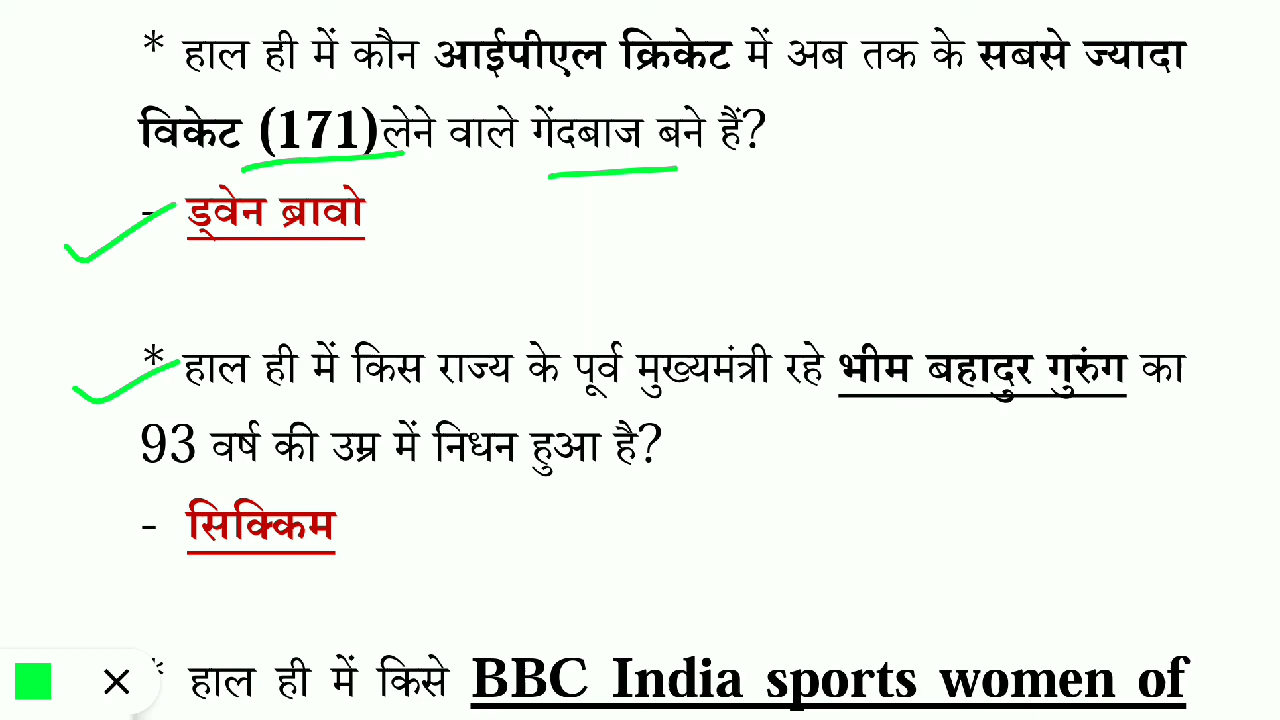 * हाल ही में कौन आईपीएल क्रिकेट में अब तक के सबसे ज्यादा
विकेट (171)लेने वाले गेंदबाज बने हैं?
- ड्वेन ब्रावो
* हाल ही में किस राज्य के पूर्व मुख्यमंत्री रहे भीम बहादुर गुरुंग का
93 वर्ष की उम्र में निधन हुआ है?
- सिक्किम
* हाल ही में किसे BBC India sports women of